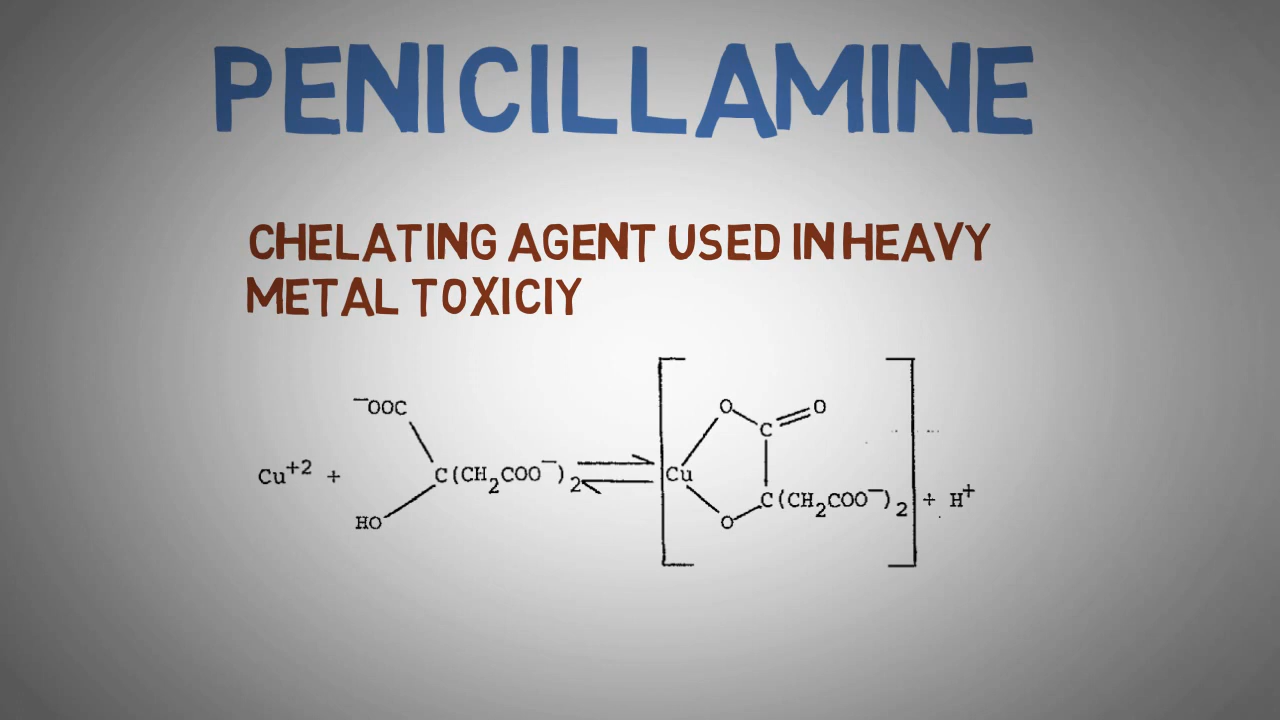 PENICILLAMINE
CHELATING AGENT USED IN HEAVY
METAL TOXICIY
⁻OOC
O
O
C
Cu⁺² +
C(CH₂COO⁻)₂
Cu
HO
O
C(CH₂COO⁻)₂ + H⁺